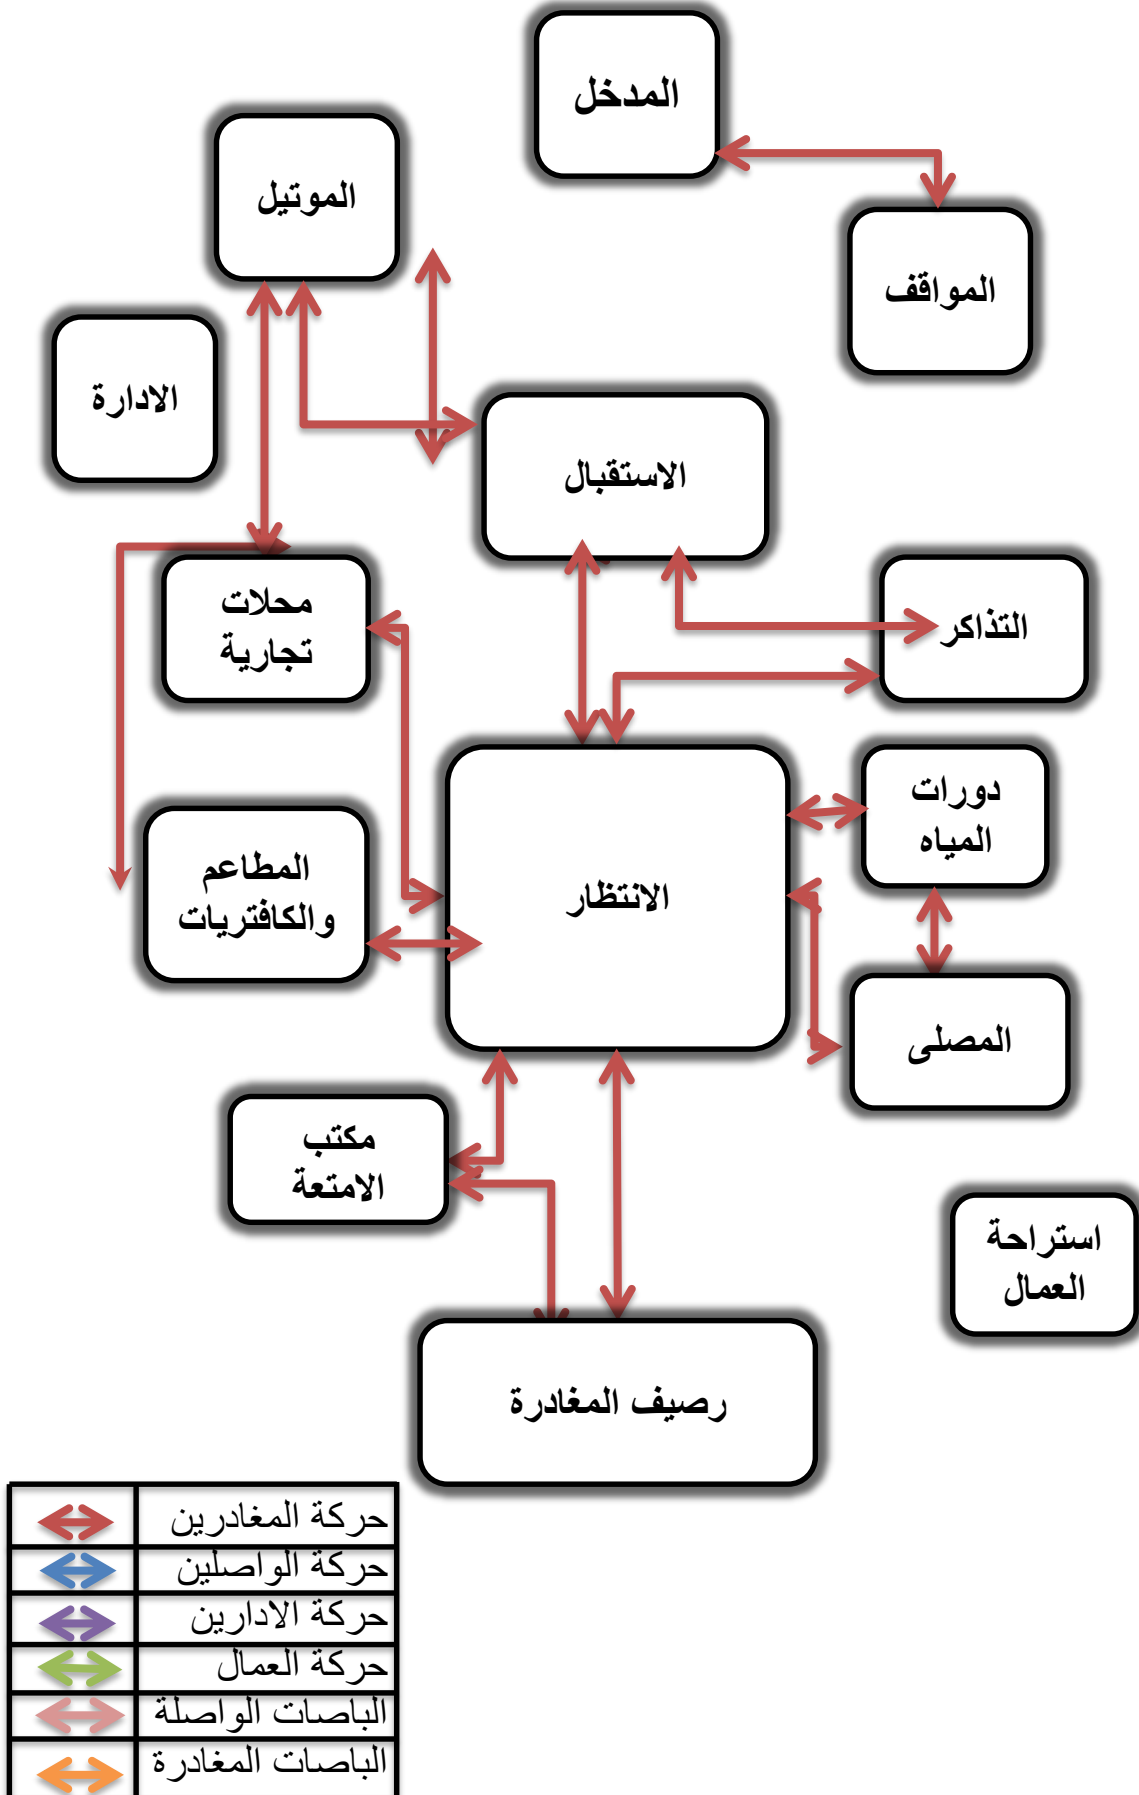 المدخل
الموتيل
المواقف
الادارة
الاستقبال
محلات
تجارية
التذاكر
دورات
المياه
المطاعم
والكافتريات
الانتظار
المصلى
مكتب
الامتعة
استراحة
العمال
رصيف المغادرة
حركة المغادرين
حركة الواصلين
حركة الادارين
حركة العمال
الباصات الواصلة
الباصات المغادرة